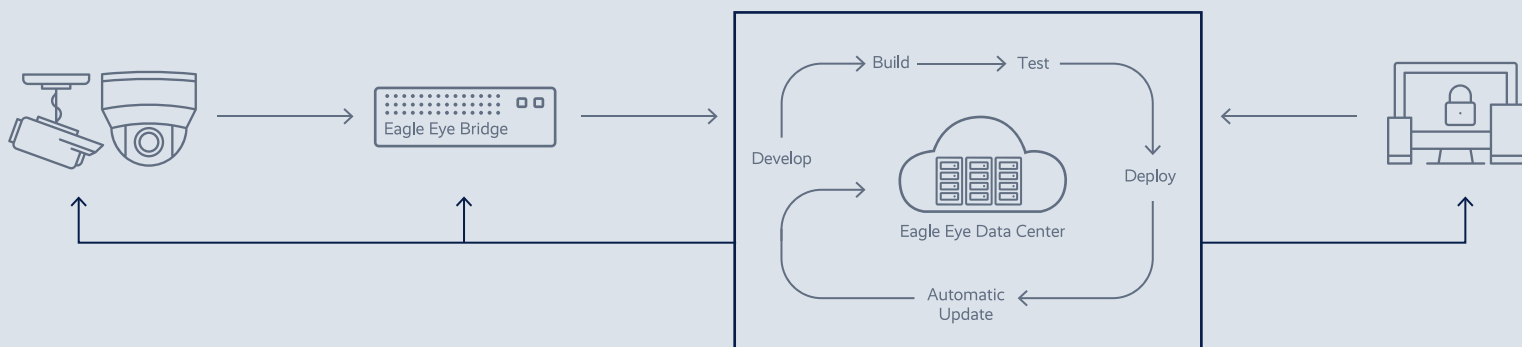 Build
Test
Eagle Eye Bridge
Develop
Deploy
Eagle Eye Data Center
Automatic
Update